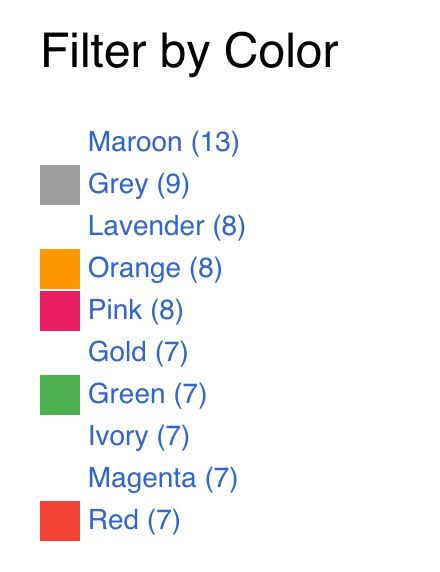 Filter by Color
Maroon (13)
Grey (9)
Lavender (8)
Orange (8)
Pink (8)
Gold (7)
Green (7)
Ivory (7)
Magenta (7)
Red (7)